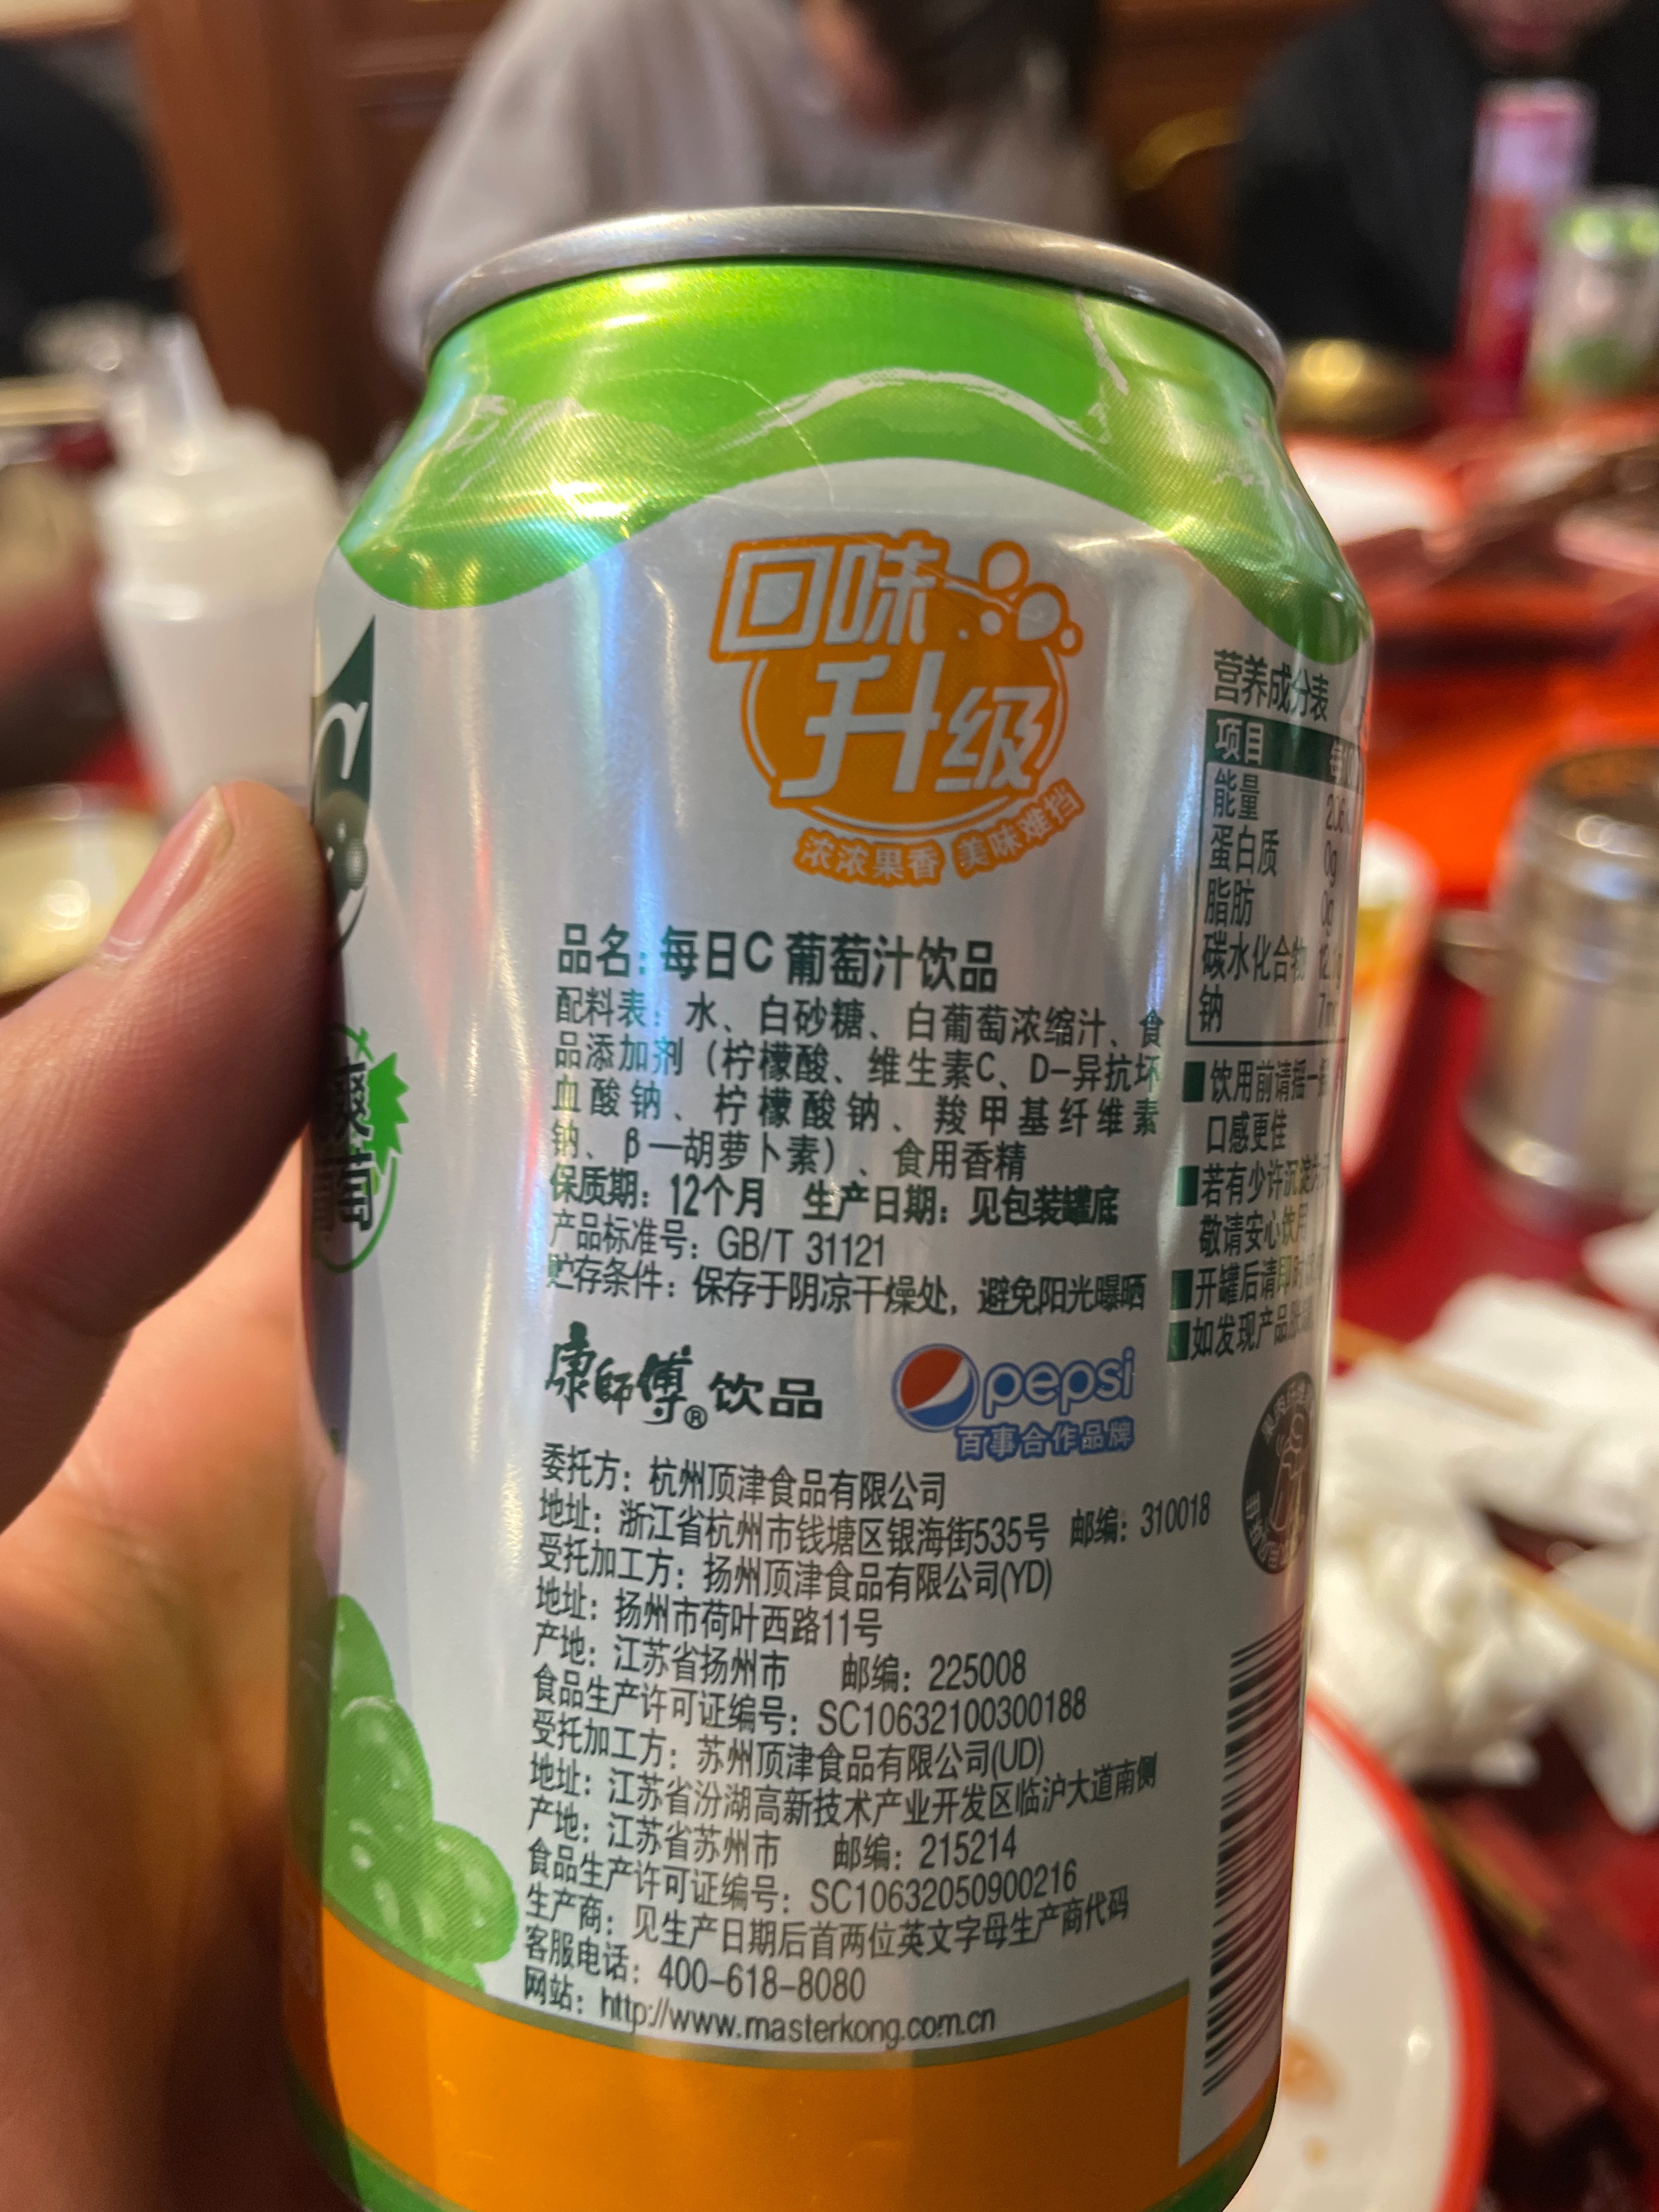 口味
升级
浓浓果香 美味难挡
品名：每日C 葡萄汁饮品
配料表：水、白砂糖、白葡萄浓缩汁、食
品添加剂（柠檬酸、维生素C、D-异抗坏
血酸钠、柠檬酸钠、羧甲基纤维素
钠、β—胡萝卜素）、食用香精
保质期：12个月 生产日期：见包装罐底
产品标准号：GB/T 31121
贮存条件：保存于阴凉干燥处，避免阳光曝晒
康師傅® 饮品
pepsi
百事合作品牌
委托方：杭州顶津食品有限公司
地址：浙江省杭州市钱塘区银海街535号 邮编：310018
受托加工方：扬州顶津食品有限公司(YD)
地址：扬州市荷叶西路11号
产地：江苏省扬州市 邮编：225008
食品生产许可证编号：SC10632100300188
受托加工方：苏州顶津食品有限公司(UD)
地址：江苏省汾湖高新技术产业开发区临沪大道南侧
产地：江苏省苏州市 邮编：215214
食品生产许可证编号：SC10632050900216
生产商：见生产日期后首两位英文字母生产商代码
客服电话：400-618-8080
网站：http://www.masterkong.com.cn
营养成分表
项目
能量
蛋白质 0g
脂肪 0g
碳水化合物
钠
饮用前请摇一
口感更佳
若有少许沉淀
敬请安心饮用
开罐后请即
如发现产品